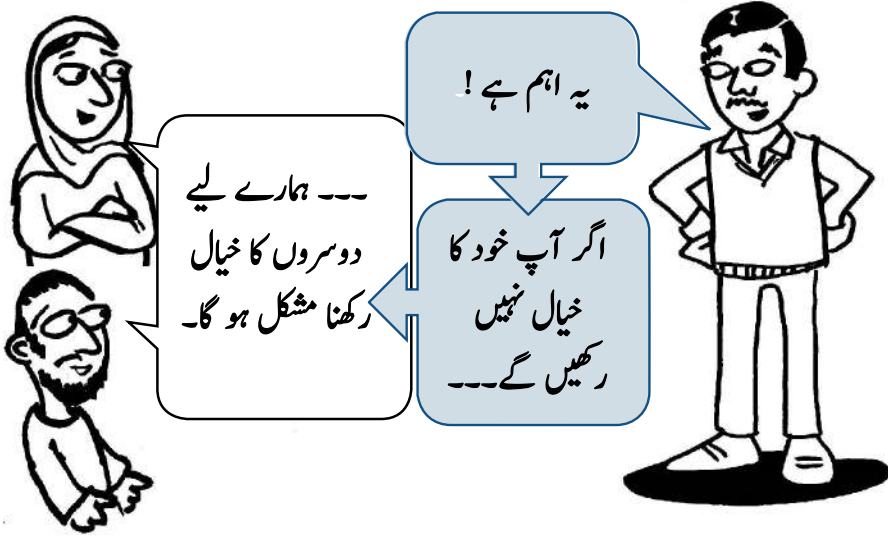 یہ اہم ہے !
اگر آپ خود کا
خیال نہیں
رکھیں گے۔۔۔
۔۔۔ ہمارے لیے
دوسروں کا خیال
رکھنا مشکل ہو گا۔